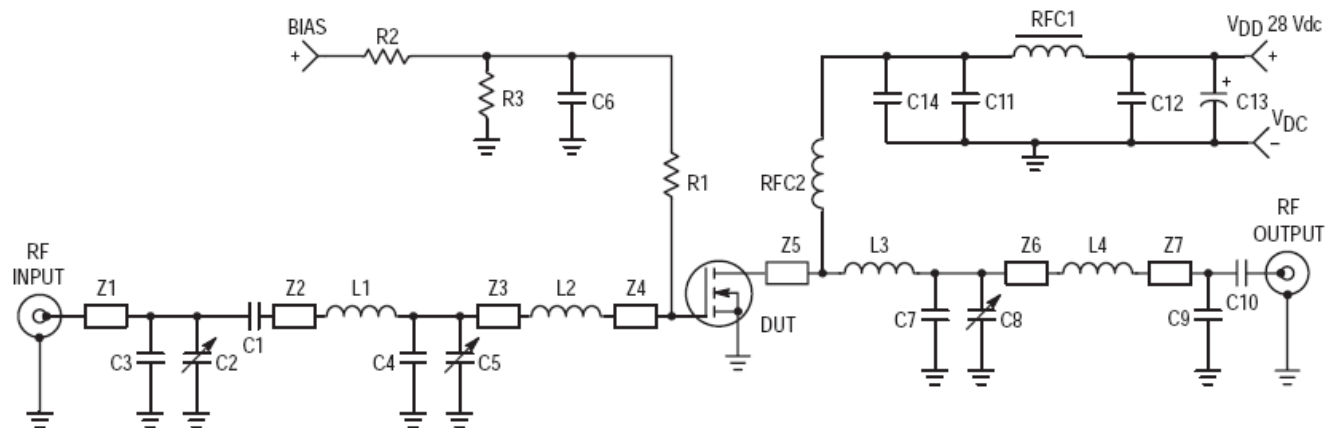 BIAS
+
R2
R3
C6
R1
RFC1
VDD 28 Vdc
+
C14
C11
C12
+
C13
VDC
–
RFC2
RF
INPUT
Z1
C3
C2
C1
Z2
L1
C4
C5
Z3
L2
Z4
DUT
Z5
L3
C7
C8
Z6
L4
Z7
C9
C10
RF
OUTPUT